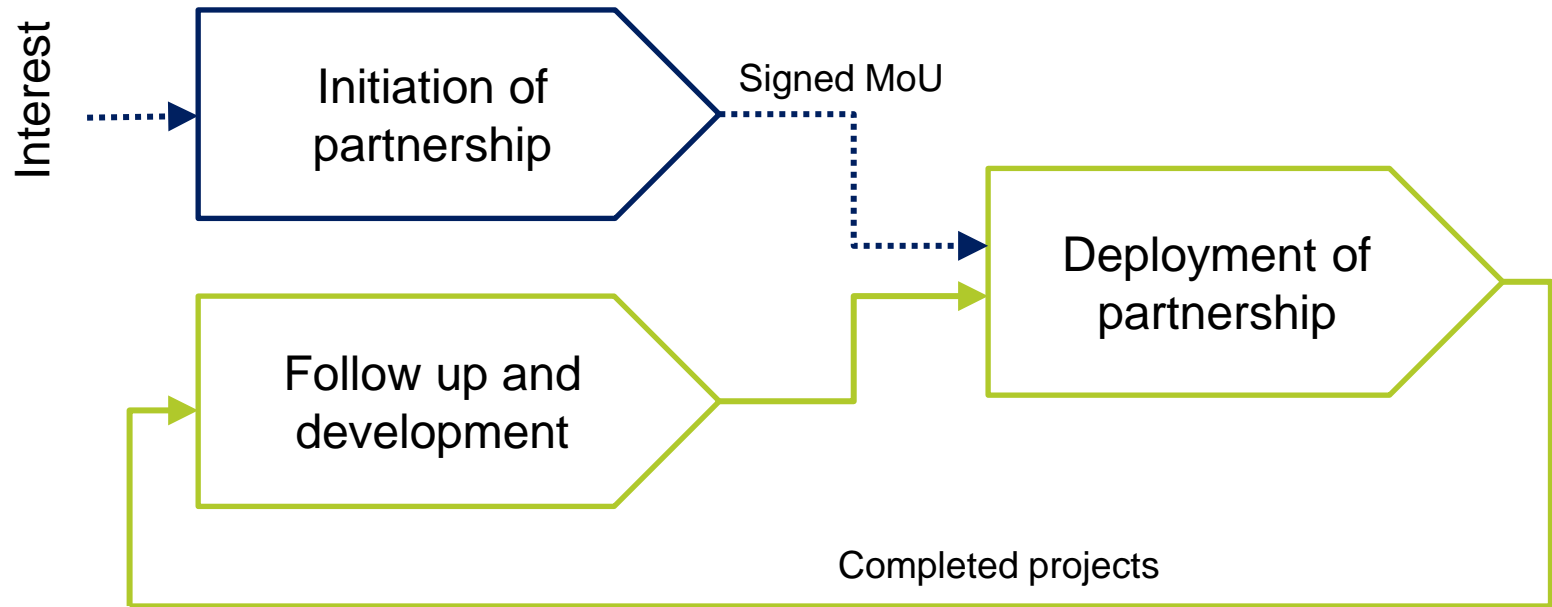 Interest
Initiation of
partnership
Signed MoU
Deployment of
partnership
Follow up and
development
Completed projects